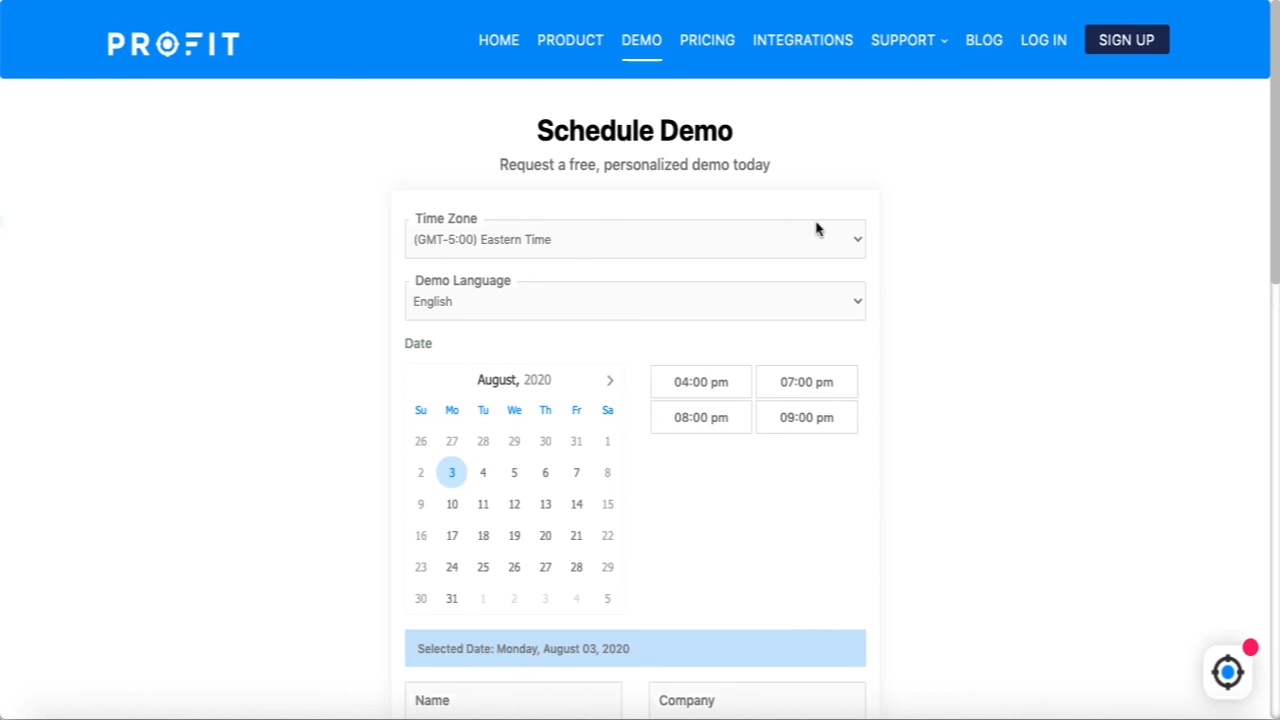 PROFIT
HOME PRODUCT DEMO PRICING INTEGRATIONS SUPPORT BLOG LOG IN SIGN UP
Schedule Demo
Request a free, personalized demo today
Time Zone
(GMT-5:00) Eastern Time
Demo Language
English
Date
August, 2020
Su Mo Tu We Th Fr Sa
26 27 28 29 30 31 1
2 3 4 5 6 7 8
9 10 11 12 13 14 15
16 17 18 19 20 21 22
23 24 25 26 27 28 29
30 31 1 2 3 4 5
04:00 pm 07:00 pm
08:00 pm 09:00 pm
Selected Date: Monday, August 03, 2020
Name Company